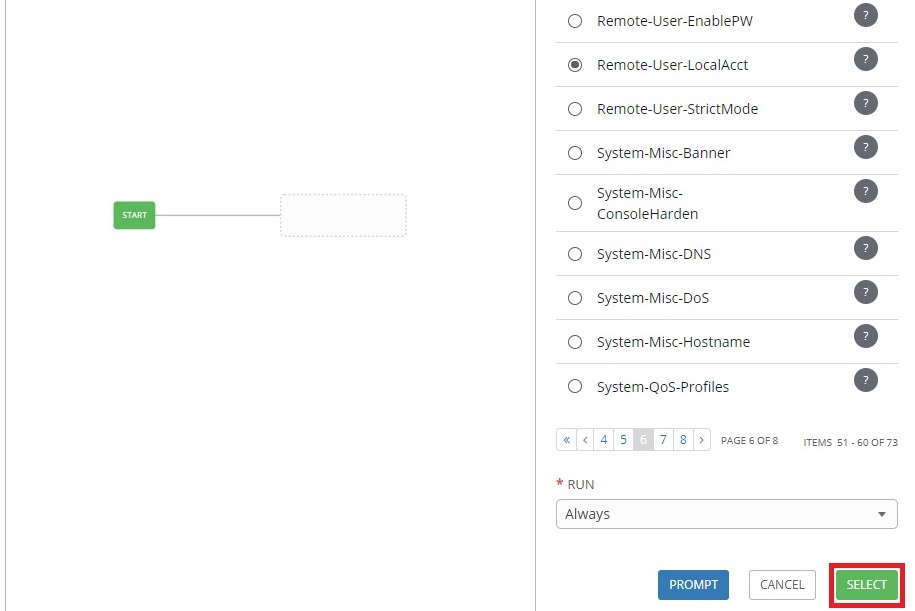 START
Remote-User-EnablePW ?
Remote-User-LocalAcct ?
Remote-User-StrictMode ?
System-Misc-Banner ?
System-Misc-
ConsoleHarden ?
System-Misc-DNS ?
System-Misc-DoS ?
System-Misc-Hostname ?
System-QoS-Profiles ?
« ‹ 4 5 6 7 8 › PAGE 6 OF 8 ITEMS 51 - 60 OF 73
* RUN
Always
PROMPT CANCEL SELECT